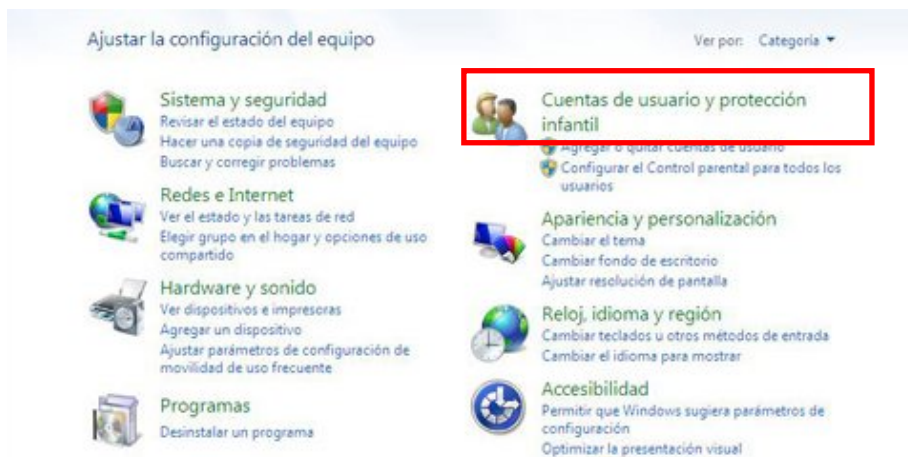 Ajustar la configuración del equipo
Ver por: Categoría
Sistema y seguridad
Revisar el estado del equipo
Hacer una copia de seguridad del equipo
Buscar y corregir problemas
Redes e Internet
Ver el estado y las tareas de red
Elegir grupo en el hogar y opciones de uso
compartido
Hardware y sonido
Ver dispositivos e impresoras
Agregar un dispositivo
Ajustar parámetros de configuración de
movilidad de uso frecuente
Programas
Desinstalar un programa
Cuentas de usuario y protección
infantil
Agregar o quitar cuentas de usuario
Configurar el Control parental para todos los
usuarios
Apariencia y personalización
Cambiar el tema
Cambiar fondo de escritorio
Ajustar resolución de pantalla
Reloj, idioma y región
Cambiar teclados u otros métodos de entrada
Cambiar el idioma para mostrar
Accesibilidad
Permitir que Windows sugiera parámetros de
configuración
Optimizar la presentación visual